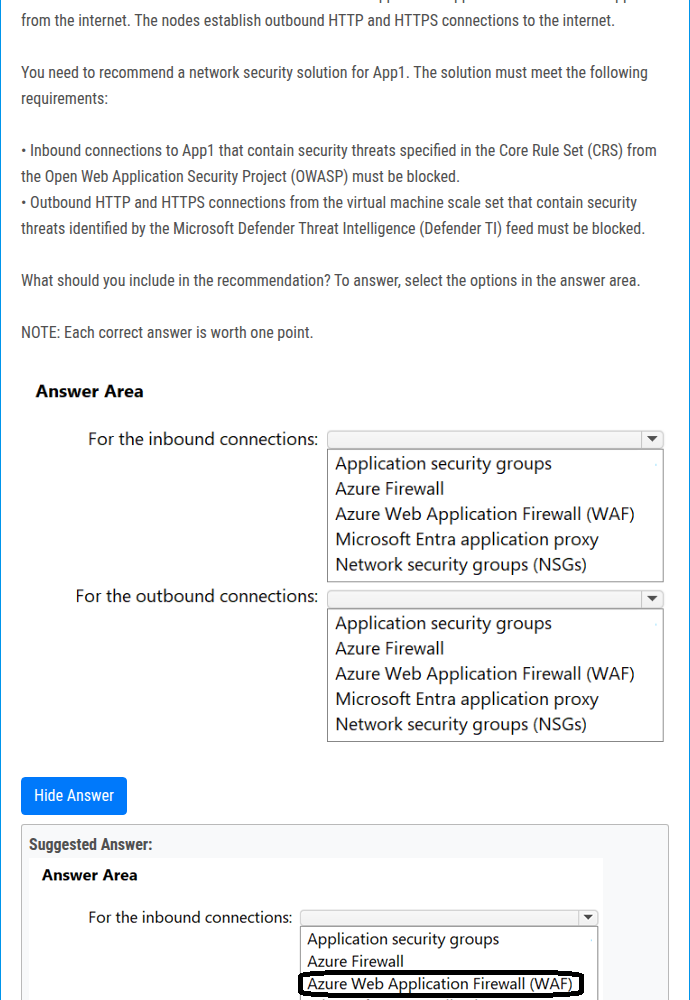 from the internet. The nodes establish outbound HTTP and HTTPS connections to the internet.
You need to recommend a network security solution for App1. The solution must meet the following
requirements:
• Inbound connections to App1 that contain security threats specified in the Core Rule Set (CRS) from
the Open Web Application Security Project (OWASP) must be blocked.
• Outbound HTTP and HTTPS connections from the virtual machine scale set that contain security
threats identified by the Microsoft Defender Threat Intelligence (Defender TI) feed must be blocked.
What should you include in the recommendation? To answer, select the options in the answer area.
NOTE: Each correct answer is worth one point.
Answer Area
For the inbound connections:
Application security groups
Azure Firewall
Azure Web Application Firewall (WAF)
Microsoft Entra application proxy
Network security groups (NSGs)
For the outbound connections:
Application security groups
Azure Firewall
Azure Web Application Firewall (WAF)
Microsoft Entra application proxy
Network security groups (NSGs)
Hide Answer
Suggested Answer:
Answer Area
For the inbound connections:
Application security groups
Azure Firewall
Azure Web Application Firewall (WAF)